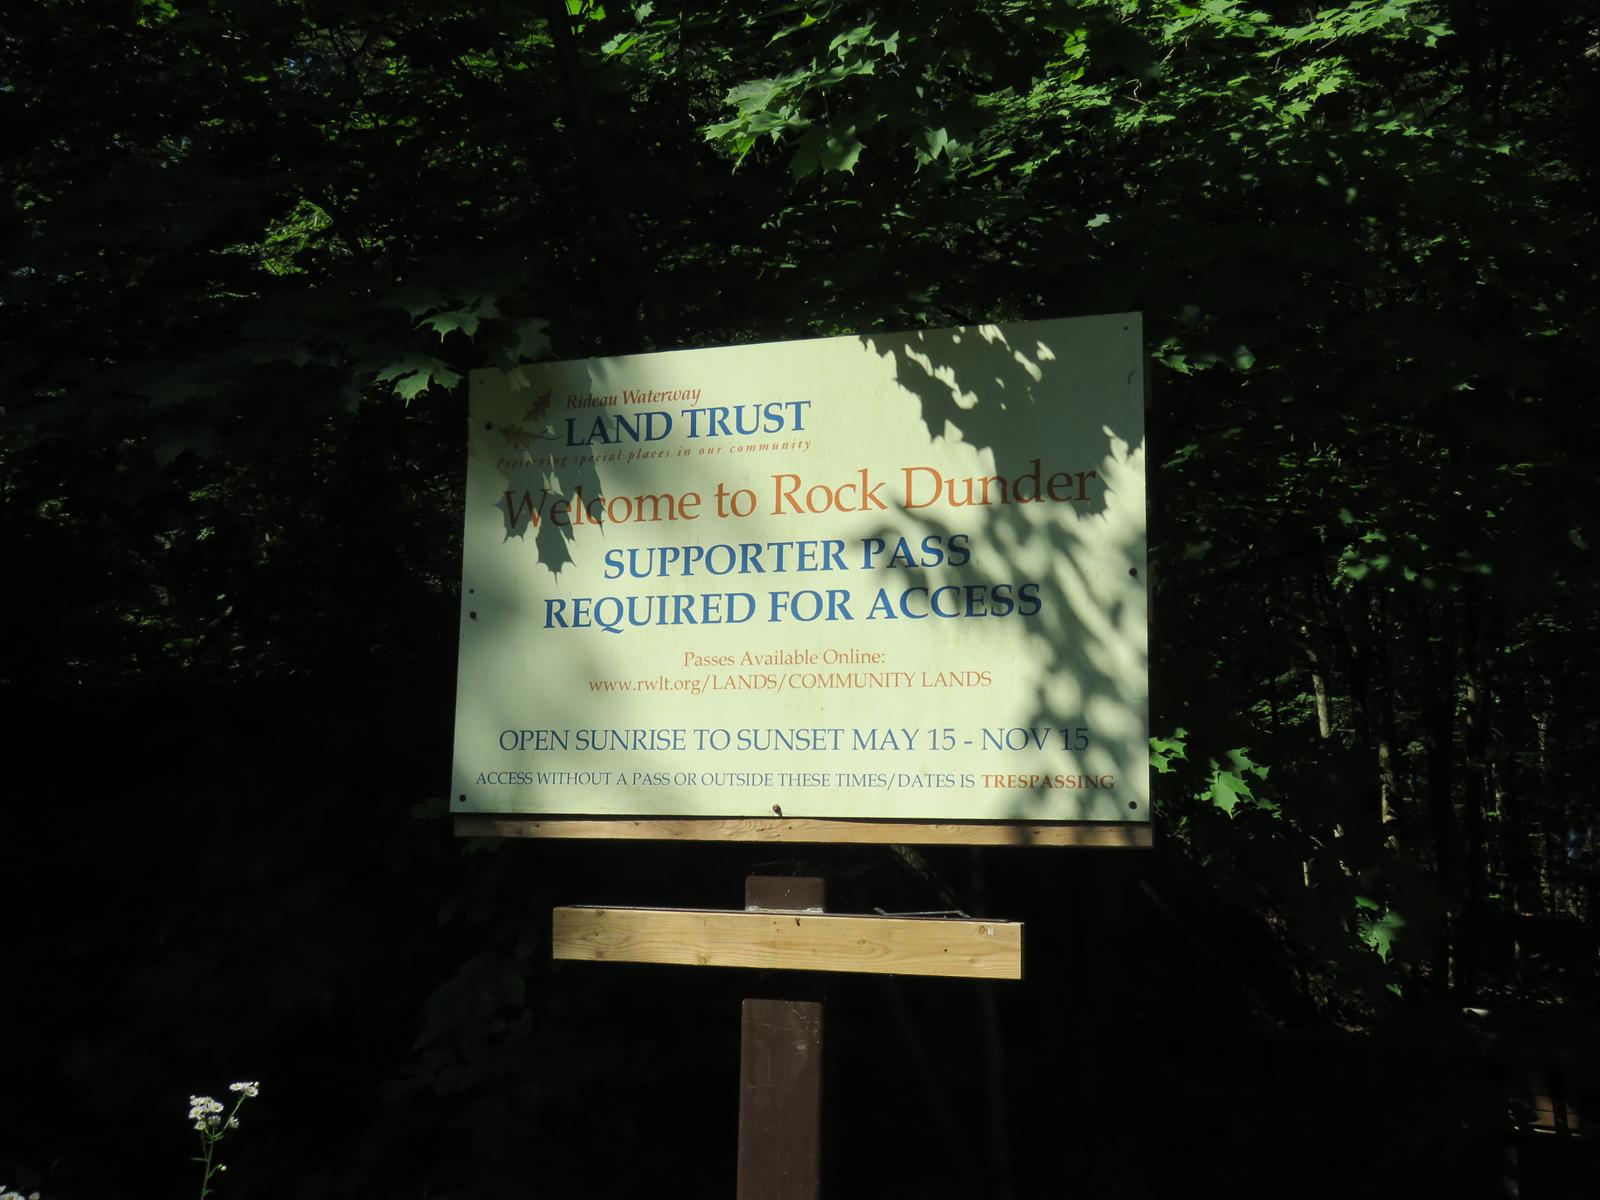 Rideau Waterway
LAND TRUST
Preserving special places in our community
Welcome to Rock Dunder
SUPPORTER PASS
REQUIRED FOR ACCESS
Passes Available Online:
www.rwlt.org/LANDS/COMMUNITY LANDS
OPEN SUNRISE TO SUNSET MAY 15 - NOV 15
ACCESS WITHOUT A PASS OR OUTSIDE THESE TIMES/DATES IS TRESPASSING